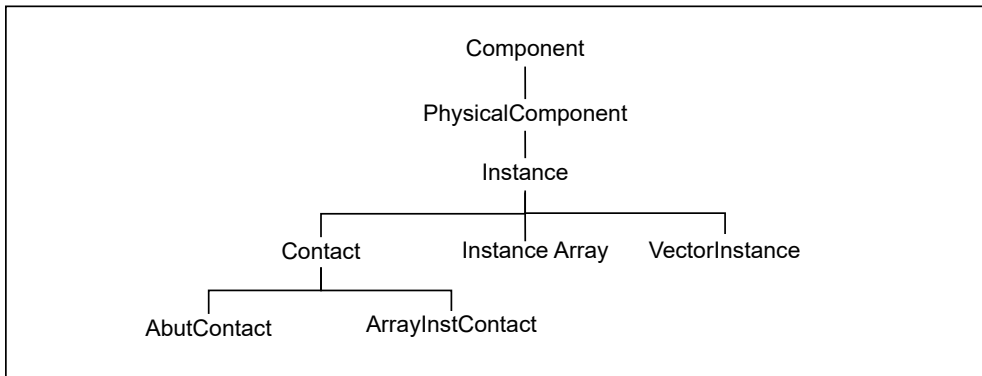 Component
PhysicalComponent
Instance
Contact
Instance Array
VectorInstance
AbutContact
ArrayInstContact